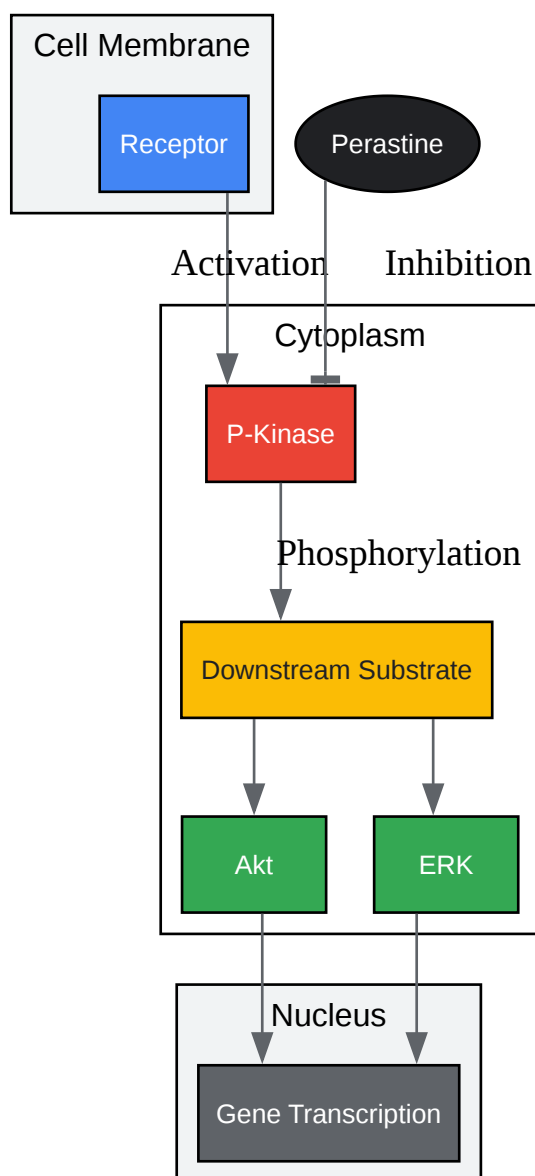 Cell Membrane
Receptor
Perastine
Activation
Inhibition
Cytoplasm
P-Kinase
Phosphorylation
Downstream Substrate
Akt
ERK
Nucleus
Gene Transcription